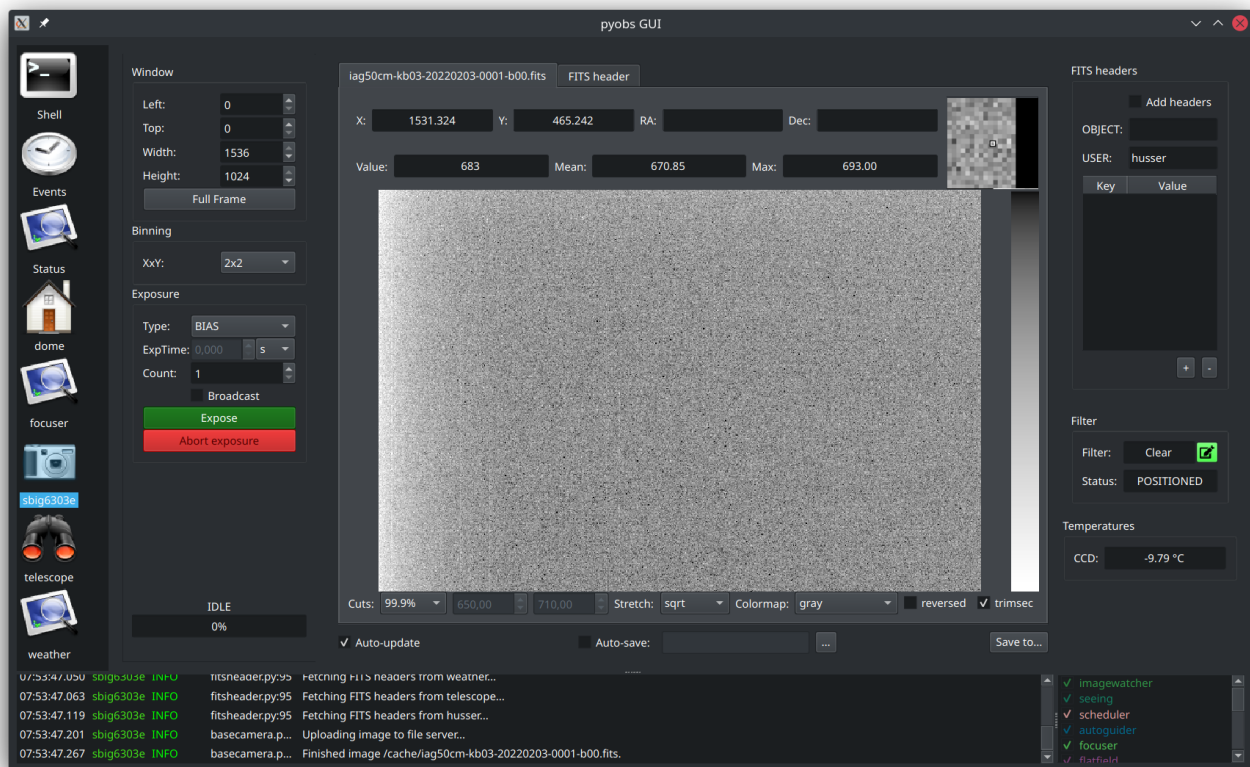 pyobs GUI
Shell
Events
Status
dome
focuser
sbig6303e
telescope
weather
Window
Left: 0
Top: 0
Width: 1536
Height: 1024
Full Frame
Binning
XxY: 2x2
Exposure
Type: BIAS
ExpTime: 0,000 s
Count: 1
Broadcast
Expose
Abort exposure
IDLE
0%
iag50cm-kb03-20220203-0001-b00.fits FITS header
X: 1531.324 Y: 465.242 RA: Dec:
Value: 683 Mean: 670.85 Max: 693.00
Cuts: 99.9% 650,00 710,00 Stretch: sqrt Colormap: gray reversed trimsec
Auto-update Auto-save: ... Save to...
FITS headers
Add headers
OBJECT:
USER: husser
Key Value
+ -
Filter
Filter: Clear
Status: POSITIONED
Temperatures
CCD: -9.79 °C
07:53:47.050 sbig6303e INFO fitsheader.py:95 Fetching FITS headers from weather...
07:53:47.063 sbig6303e INFO fitsheader.py:95 Fetching FITS headers from telescope...
07:53:47.119 sbig6303e INFO fitsheader.py:95 Fetching FITS headers from husser...
07:53:47.201 sbig6303e INFO basecamera.p... Uploading image to file server...
07:53:47.267 sbig6303e INFO basecamera.p... Finished image /cache/iag50cm-kb03-20220203-0001-b00.fits.
imagewatcher
seeing
scheduler
autoguider
focuser
flatfield